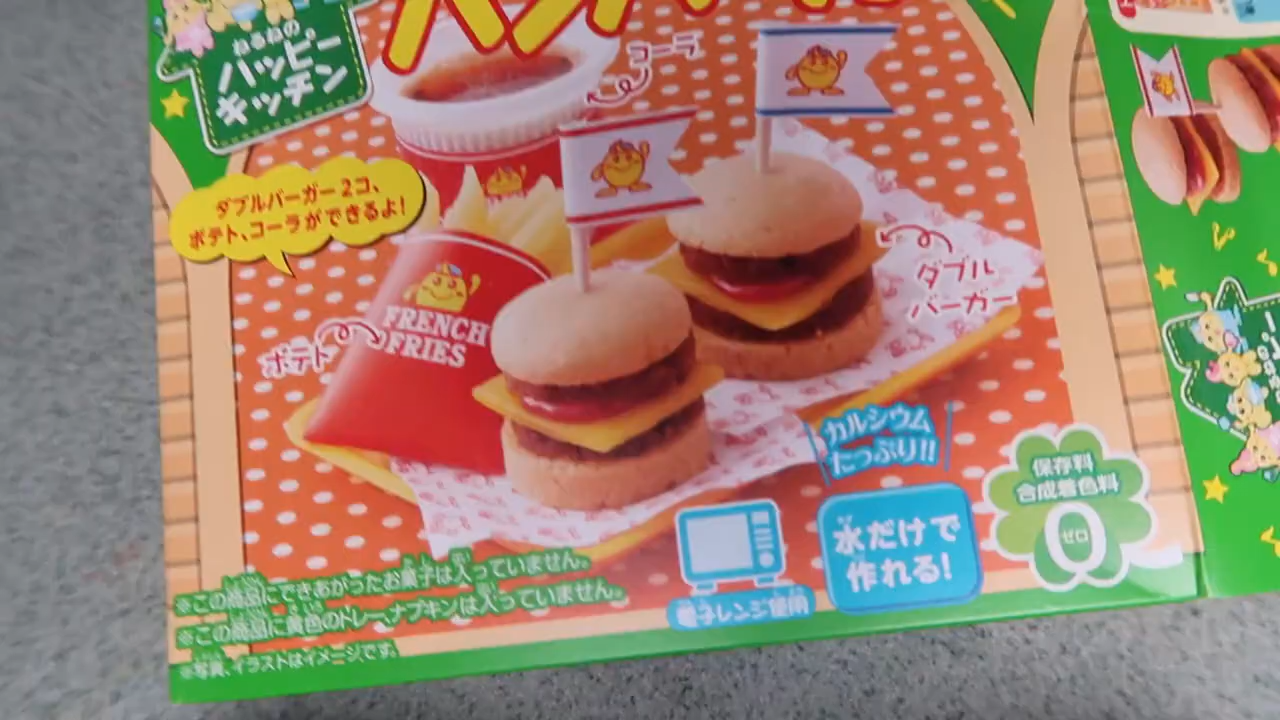 ねるねの
ハッピー
キッチン
コーラ
ダブルバーガー2コ、
ポテト、コーラができるよ!
ダブル
バーガー
ポテト
FRENCH
FRIES
カルシウム
たっぷり!!
保存料
合成着色料
ゼロ
0
水だけで
作れる!
電子レンジ使用
※この商品にできあがったお菓子は入っていません。
※この商品に黄色のトレー、ナプキンは入っていません。
※写真、イラストはイメージです。